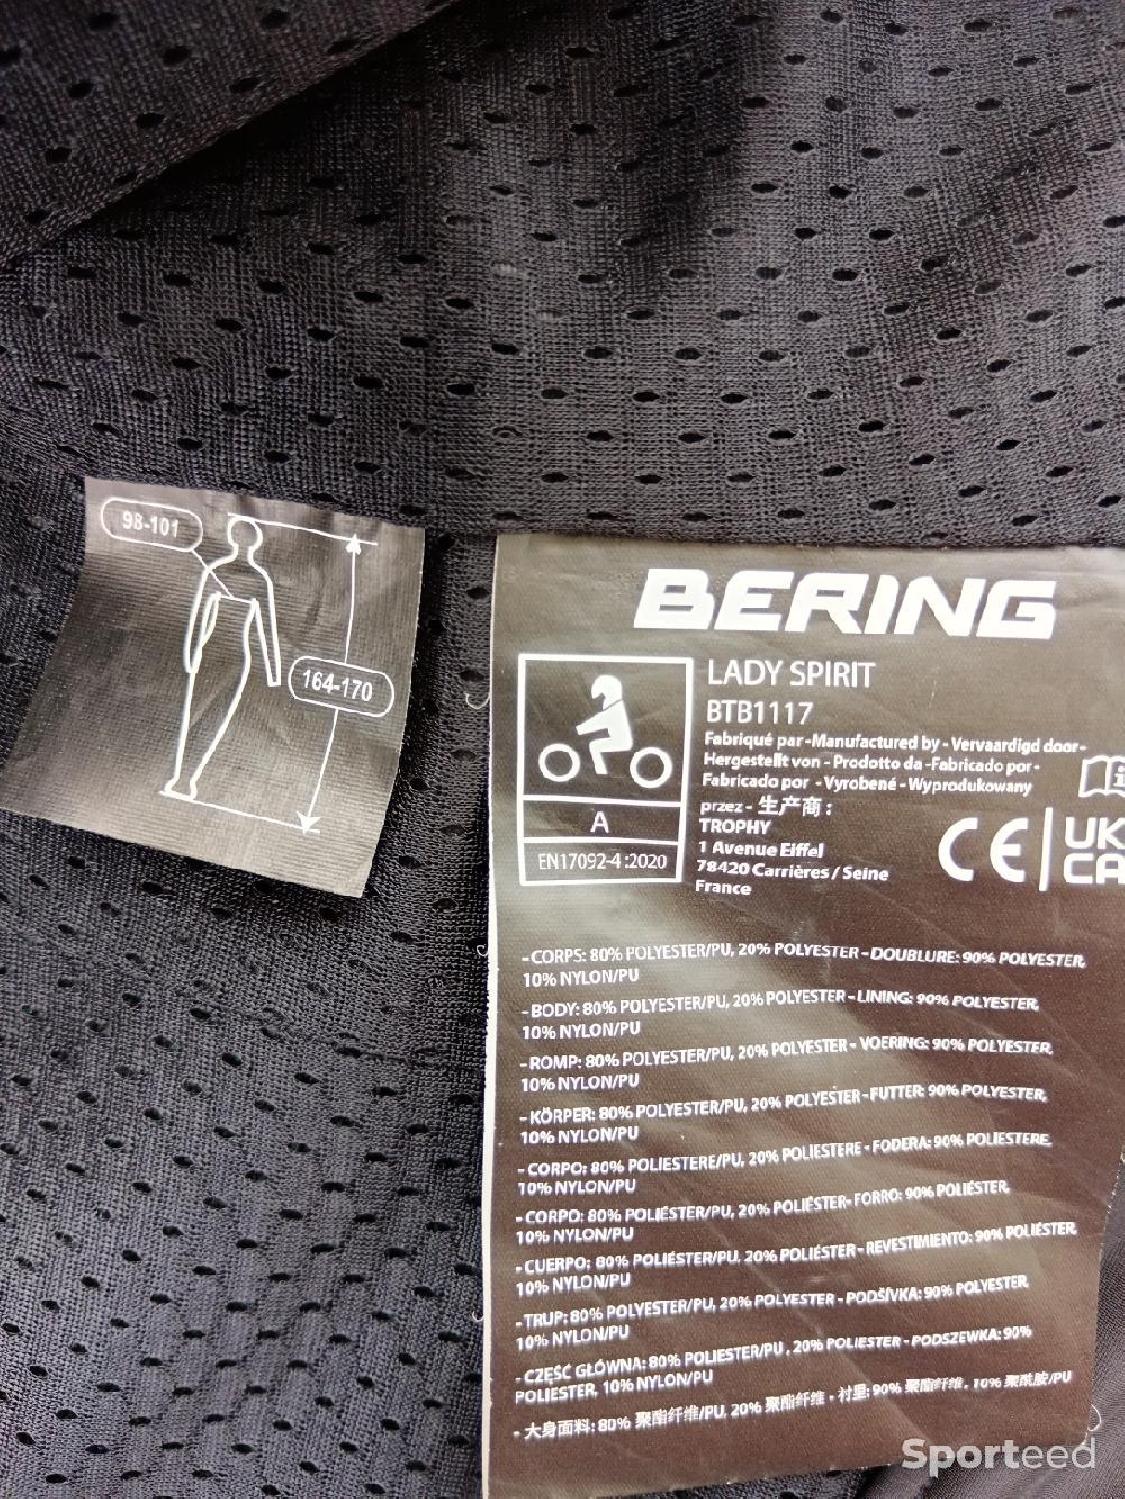 98-101
164-170
BERING
LADY SPIRIT
BTB1117
Fabriqué par -Manufactured by - Vervaardigd door-
Hergestellt von - Prodotto da -Fabricado por -
Fabricado por - Vyrobené - Wyprodukowany
przez - 生产商 :
TROPHY
1 Avenue Eiffel
78420 Carrières / Seine
France
A
EN17092-4 :2020
CE
UK
CA
- CORPS: 80% POLYESTER/PU, 20% POLYESTER - DOUBLURE: 90% POLYESTER,
10% NYLON/PU
- BODY: 80% POLYESTER/PU, 20% POLYESTER - LINING: 90% POLYESTER,
10% NYLON/PU
- ROMP: 80% POLYESTER/PU, 20% POLYESTER - VOERING: 90% POLYESTER,
10% NYLON/PU
- KÖRPER: 80% POLYESTER/PU, 20% POLYESTER -FUTTER: 90% POLYESTER,
10% NYLON/PU
- CORPO: 80% POLIESTERE/PU, 20% POLIESTERE - FODERA: 90% POLIESTERE,
10% NYLON/PU
- CORPO: 80% POLIÉSTER/PU, 20% POLIÉSTER- FORRO: 90% POLIÉSTER,
10% NYLON/PU
- CUERPO: 80% POLIÉSTER/PU, 20% POLIÉSTER - REVESTIMIENTO: 90% POLIÉSTER,
10% NYLON/PU
- TRUP: 80% POLYESTER/PU, 20% POLYESTER - PODŠÍVKA: 90% POLYESTER,
10% NYLON/PU
- CZĘŚĆ GŁÓWNA: 80% POLIESTER/PU , 20% POLIESTER - PODSZEWKA: 90%
POLIESTER, 10% NYLON/PU
- 大身面料: 80% 聚酯纤维/PU, 20% 聚酯纤维 - 衬里: 90% 聚酯纤维, 10% 聚酰胺/PU
Sporteed